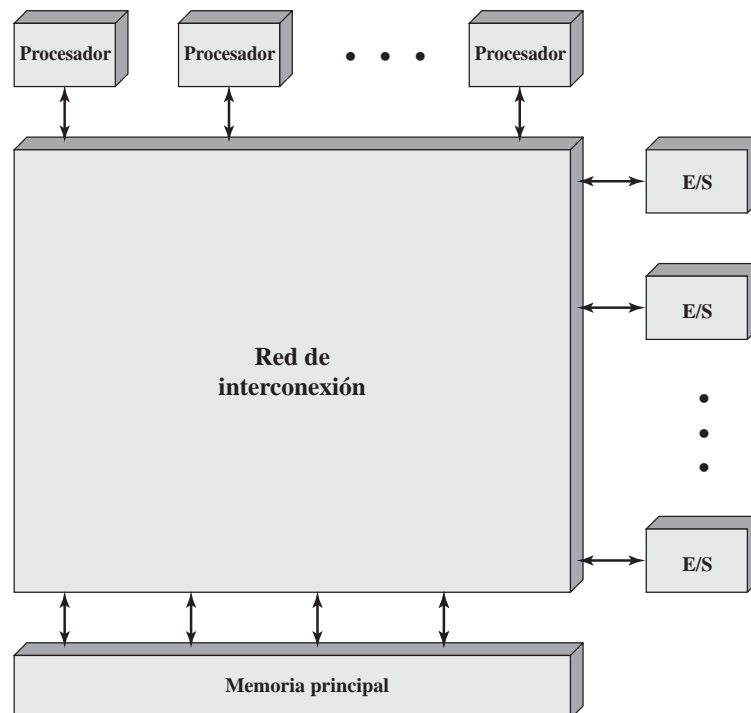 Procesador
Procesador
Procesador
E/S
E/S
Red de
interconexión
E/S
Memoria principal